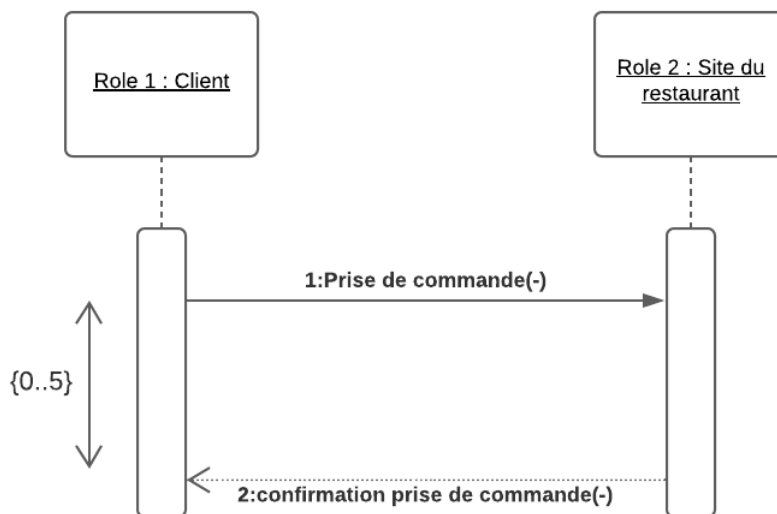 Role 1 : Client
Role 2 : Site du
restaurant
1:Prise de commande(-)
{0..5}
2:confirmation prise de commande(-)